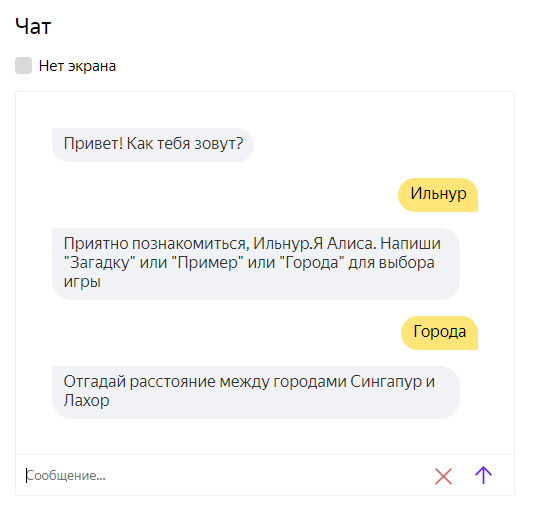 Чат
Нет экрана
Привет! Как тебя зовут?
Ильнур
Приятно познакомиться, Ильнур.Я Алиса. Напиши
"Загадку" или "Пример" или "Города" для выбора
игры
Города
Отгадай расстояние между городами Сингапур и
Лахор
Сообщение...